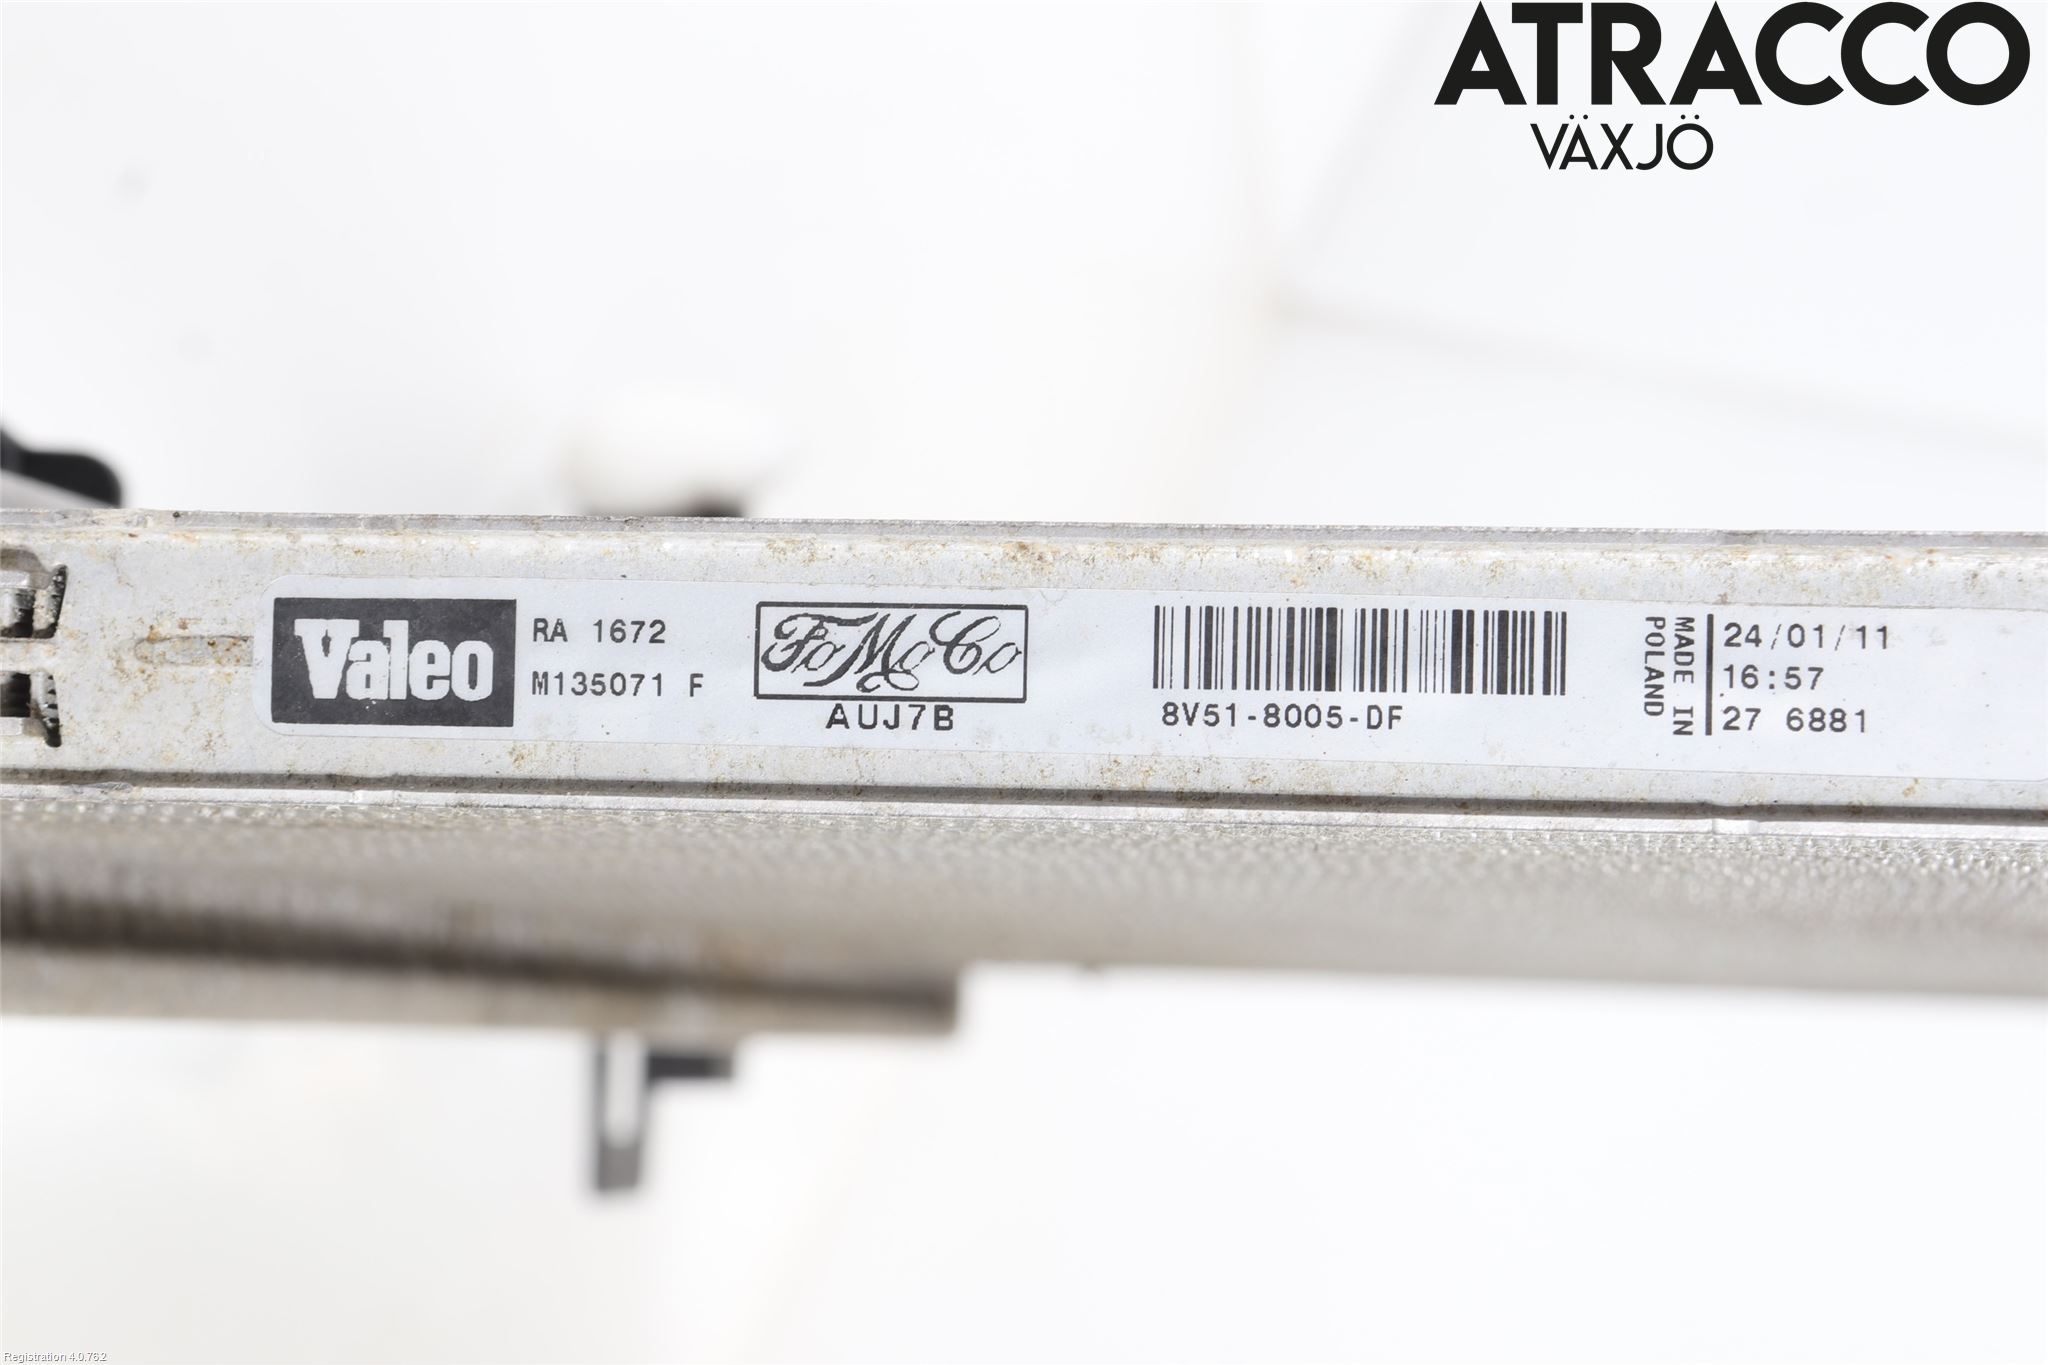 ATRACCO
VÄXJÖ
Valeo
RA 1672
M135071 F
FoMoCo
AUJ7B
8V51-8005-DF
MADE IN
POLAND
24/01/11
16:57
27 6881
Registration 4.0.762